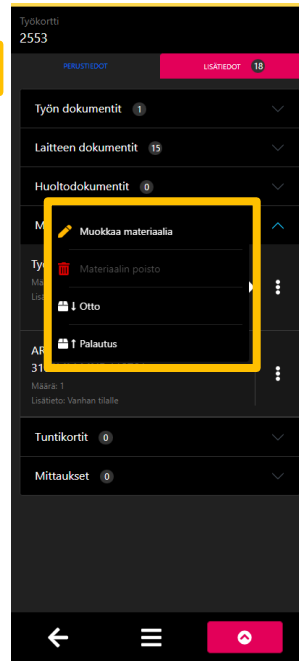 Työkortti
2553
PERUSTIEDOT
LISÄTIEDOT 18
Työn dokumentit 1
Laitteen dokumentit 15
Huoltodokumentit 0
Muokkaa materiaalia
Materiaalin poisto
Otto
Palautus
Määrä: 1
Lisätieto: Vanhan tilalle
Tuntikortit 0
Mittaukset 0